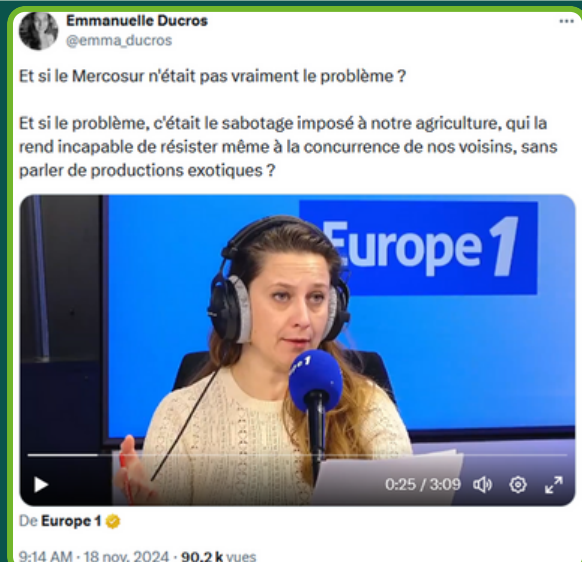 Emmanuelle Ducros
@emma_ducros
Et si le Mercosur n'était pas vraiment le problème ?
Et si le problème, c'était le sabotage imposé à notre agriculture, qui la
rend incapable de résister même à la concurrence de nos voisins, sans
parler de productions exotiques ?
Europe 1
Europe 1
0:25 / 3:09
De Europe 1
9:14 AM · 18 nov. 2024 · 90,2 k vues